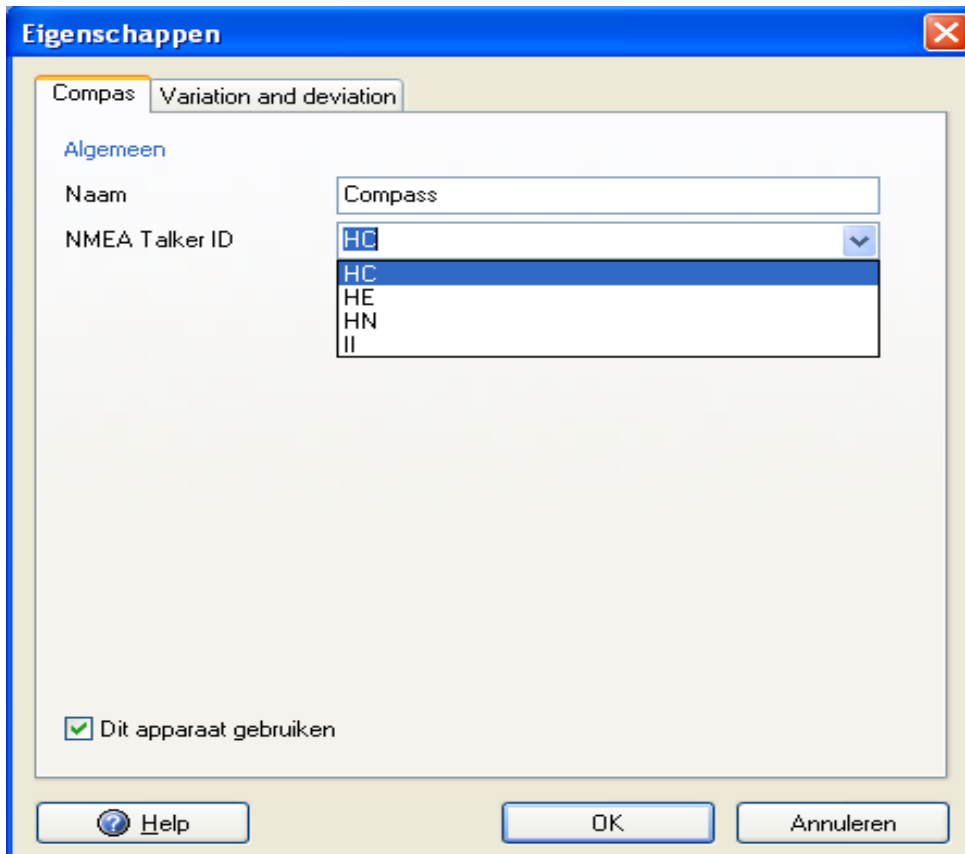 Eigenschappen
Compas Variation and deviation
Algemeen
Naam Compass
NMEA Talker ID HC
HC
HE
HN
II
Dit apparaat gebruiken
Help OK Annuleren